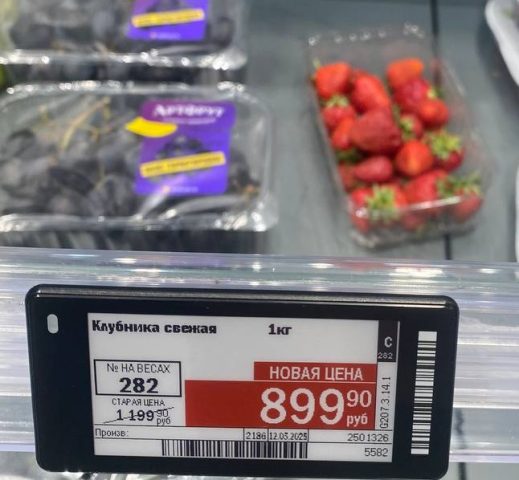 Клубника свежая 1кг
С
282
№ НА ВЕСАХ
282
СТАРАЯ ЦЕНА
1 199 90
руб
НОВАЯ ЦЕНА
899 90
руб
G207.3.14.1
Произв:
2186 12.03.2025
2501326
5582